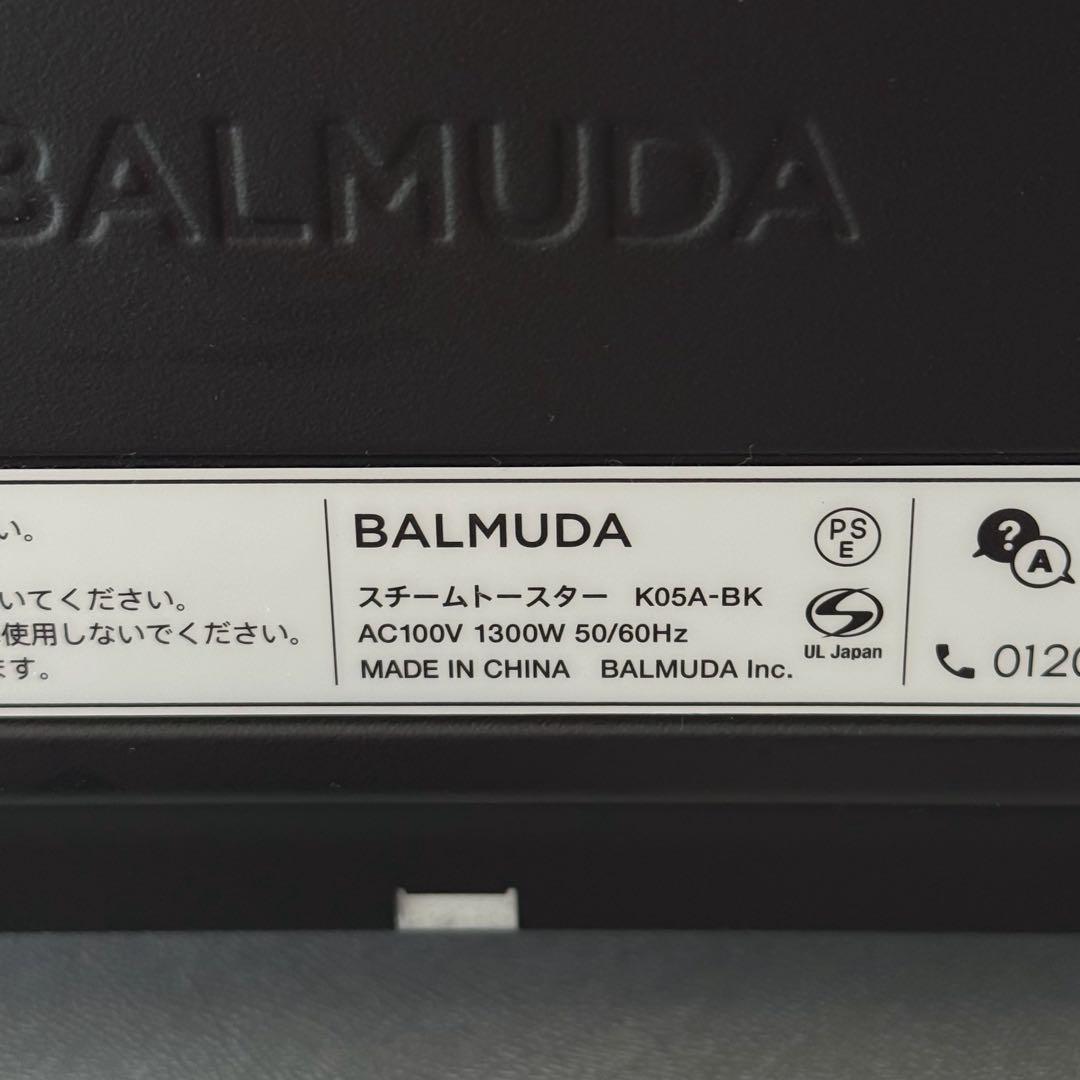 BALMUDA
い。
いてください。
使用しないでください。
ます。
BALMUDA
スチームトースター K05A-BK
AC100V 1300W 50/60Hz
MADE IN CHINA BALMUDA Inc.
PS
E
S
UL Japan
?
A
0120